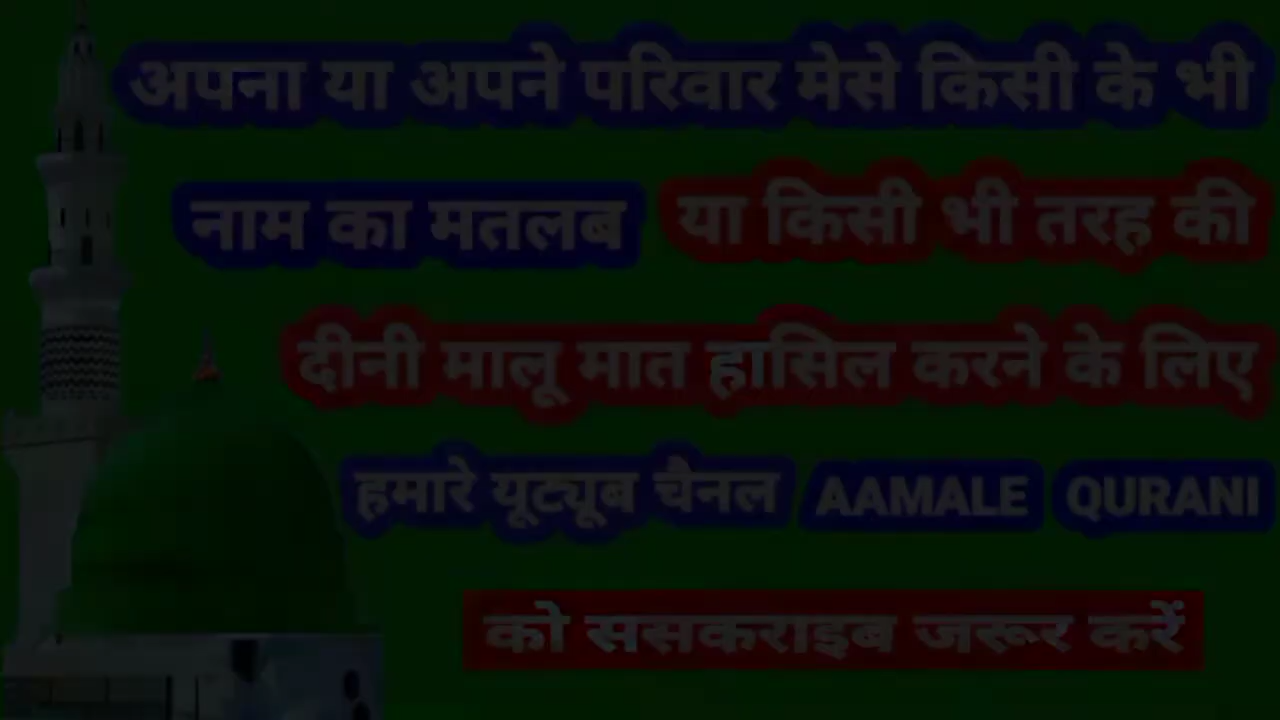 अपना या अपने परिवार मेसे किसी के भी
नाम का मतलब या किसी भी तरह की
दीनी मालू मात हासिल करने के लिए
हमारे यूट्यूब चैनल AAMALE QURANI
को ससकराइब जरूर करें